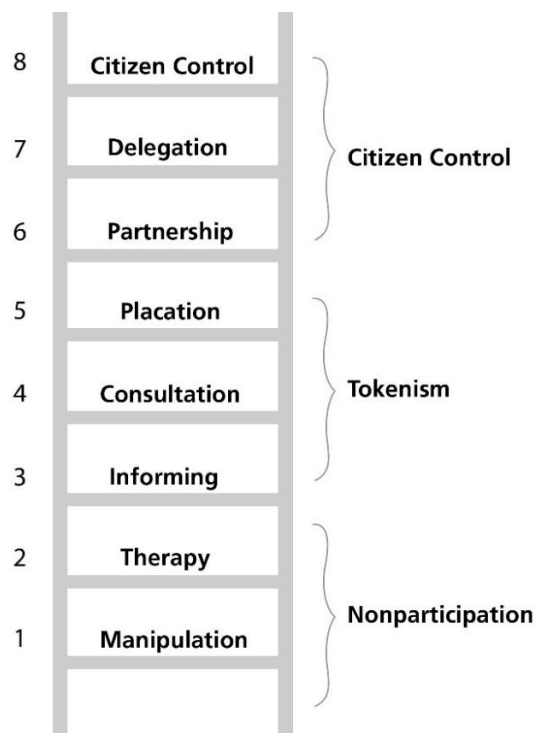 8 Citizen Control
7 Delegation
Citizen Control
6 Partnership
5 Placation
4 Consultation
Tokenism
3 Informing
2 Therapy
Nonparticipation
1 Manipulation